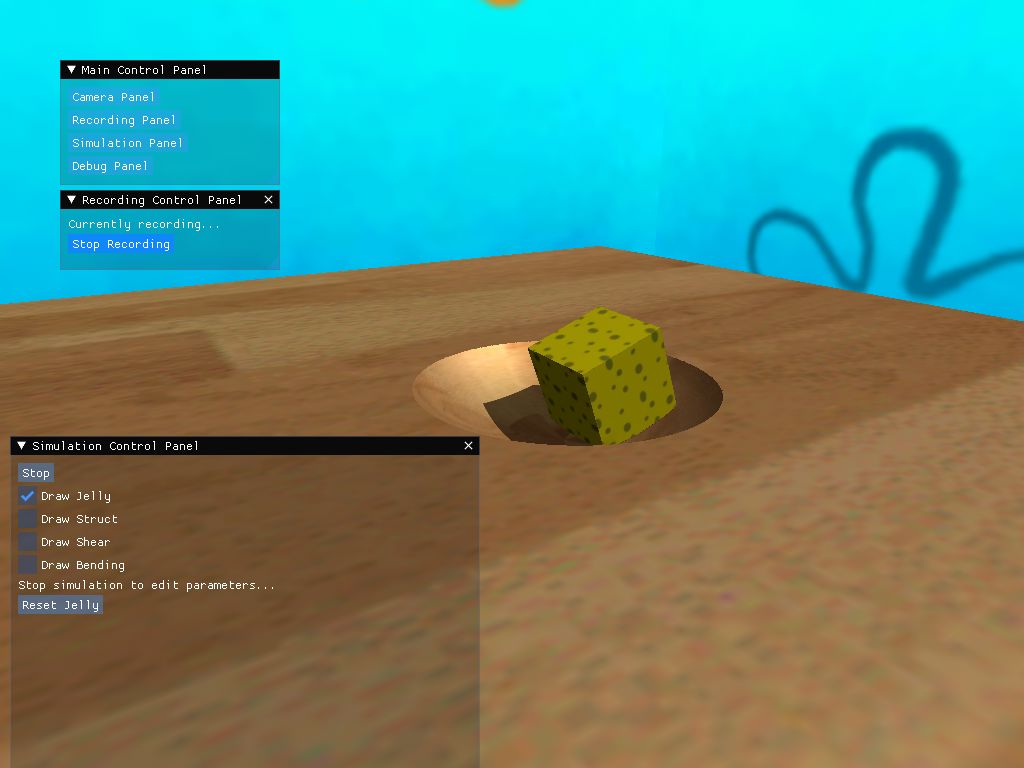 Main Control Panel
Camera Panel
Recording Panel
Simulation Panel
Debug Panel
Recording Control Panel
Currently recording...
Stop Recording
Simulation Control Panel
Stop
Draw Jelly
Draw Struct
Draw Shear
Draw Bending
Stop simulation to edit parameters...
Reset Jelly